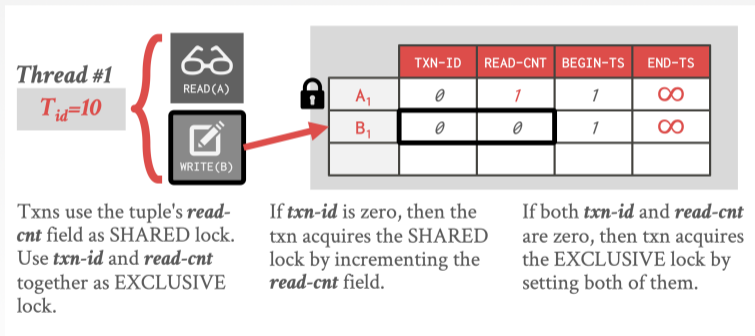 Thread #1
T_id=10
READ(A)
WRITE(B)
TXN-ID READ-CNT BEGIN-TS END-TS
A₁ 0 1 1 ∞
B₁ 0 0 1 ∞
Txns use the tuple's read-
cnt field as SHARED lock.
Use txn-id and read-cnt
together as EXCLUSIVE
lock.
If txn-id is zero, then the
txn acquires the SHARED
lock by incrementing the
read-cnt field.
If both txn-id and read-cnt
are zero, then txn acquires
the EXCLUSIVE lock by
setting both of them.